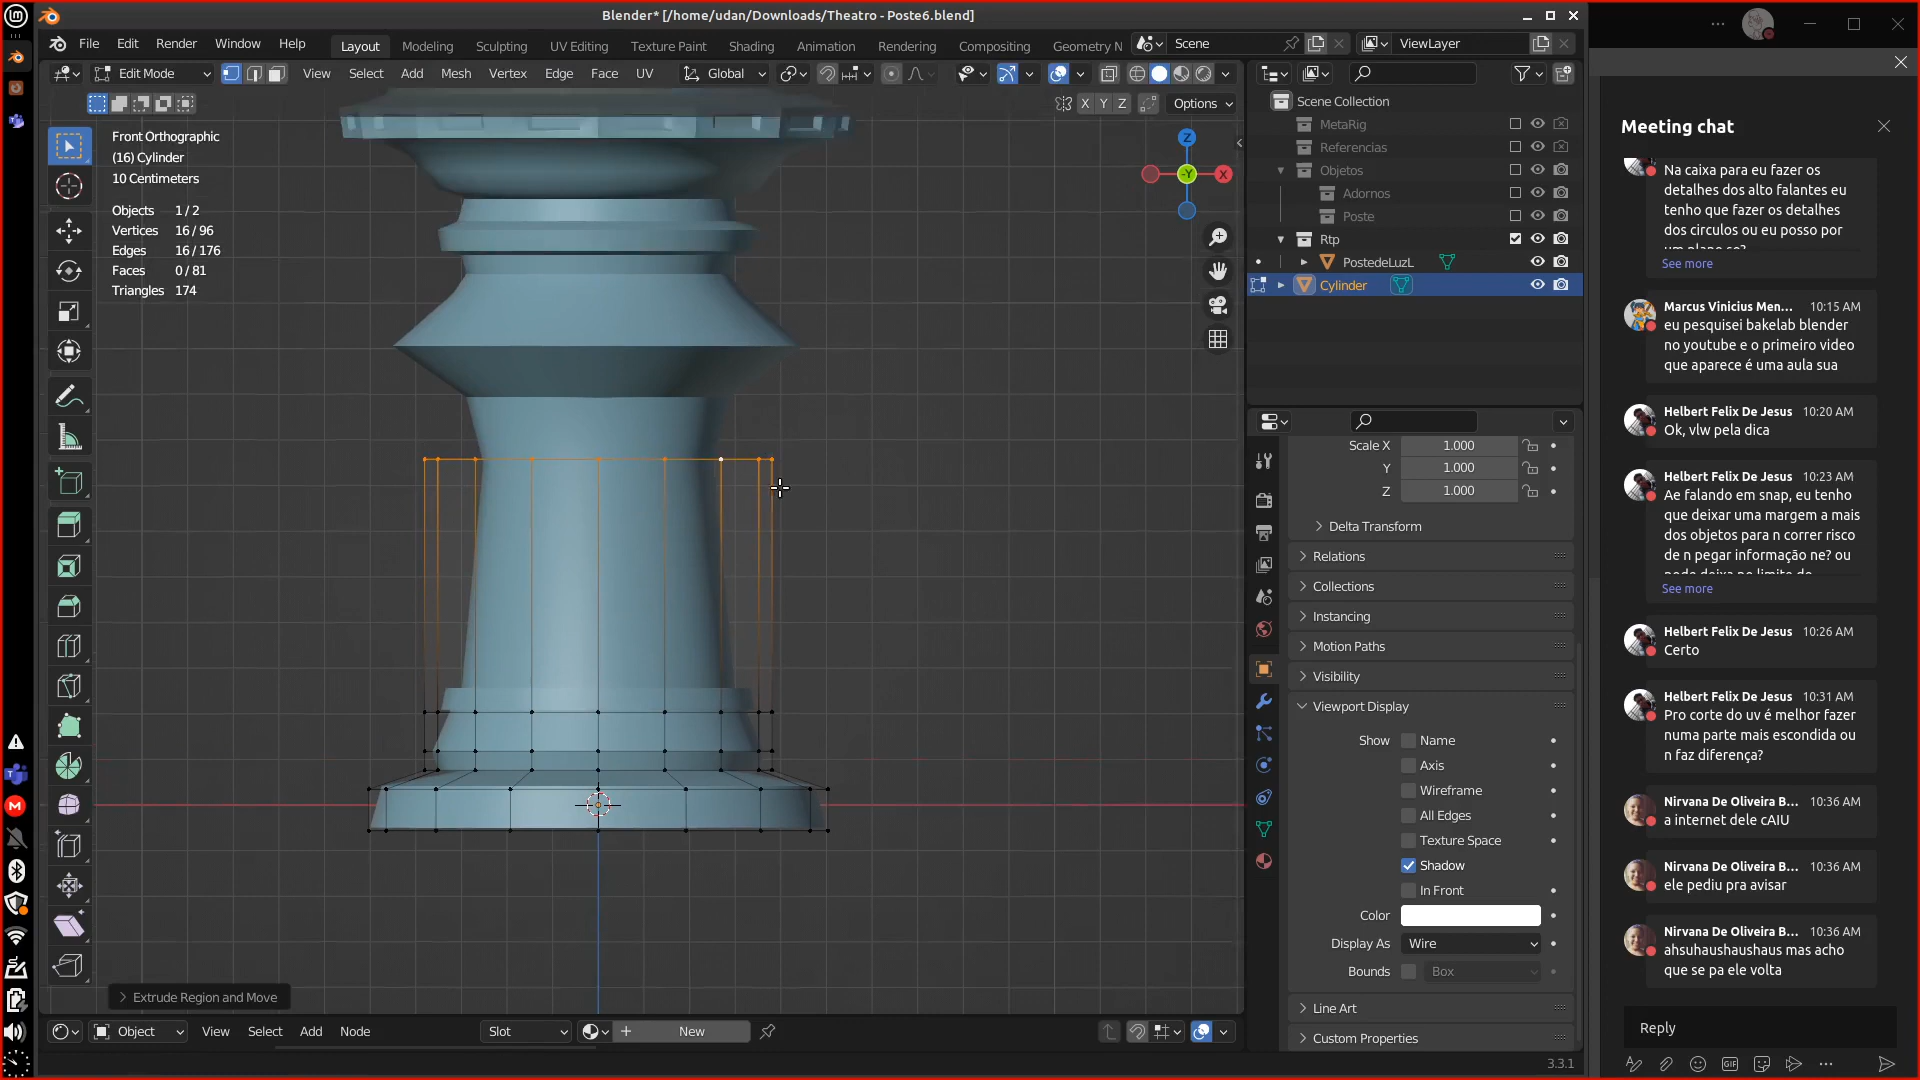 Blender* [/home/udan/Downloads/Theatro - Poste6.blend]
File Edit Render Window Help
Layout Modeling Sculpting UV Editing Texture Paint Shading Animation Rendering Compositing Geometry N
Scene
ViewLayer
Edit Mode
View Select Add Mesh Vertex Edge Face UV
Global
X Y Z
Options
Front Orthographic
(16) Cylinder
10 Centimeters
Objects 1 / 2
Vertices 16 / 96
Edges 16 / 176
Faces 0 / 81
Triangles 174
Z
-Y
X
Scene Collection
MetaRig
Referencias
Objetos
Adornos
Poste
Rtp
PostedeLuzL
Cylinder
Scale X 1.000
Y 1.000
Z 1.000
Delta Transform
Relations
Collections
Instancing
Motion Paths
Visibility
Viewport Display
Show Name
Axis
Wireframe
All Edges
Texture Space
Shadow
In Front
Color
Display As Wire
Bounds Box
Line Art
Custom Properties
Extrude Region and Move
Object
View Select Add Node
Slot
New
3.3.1
Meeting chat
Na caixa para eu fazer os
detalhes dos alto falantes eu
tenho que fazer os detalhes
dos circulos ou eu posso por
um plano so?
See more
Marcus Vinicius Men... 10:15 AM
eu pesquisei bakelab blender
no youtube e o primeiro video
que aparece é uma aula sua
Helbert Felix De Jesus 10:20 AM
Ok, vlw pela dica
Helbert Felix De Jesus 10:23 AM
Ae falando em snap, eu tenho
que deixar uma margem a mais
dos objetos para n correr risco
de n pegar informação ne? ou
pode deixa no limite do
See more
Helbert Felix De Jesus 10:26 AM
Certo
Helbert Felix De Jesus 10:31 AM
Pro corte do uv é melhor fazer
numa parte mais escondida ou
n faz diferença?
Nirvana De Oliveira B... 10:36 AM
a internet dele cAIU
Nirvana De Oliveira B... 10:36 AM
ele pediu pra avisar
Nirvana De Oliveira B... 10:36 AM
ahsuhaushaushaus mas acho
que se pa ele volta
Reply
GIF